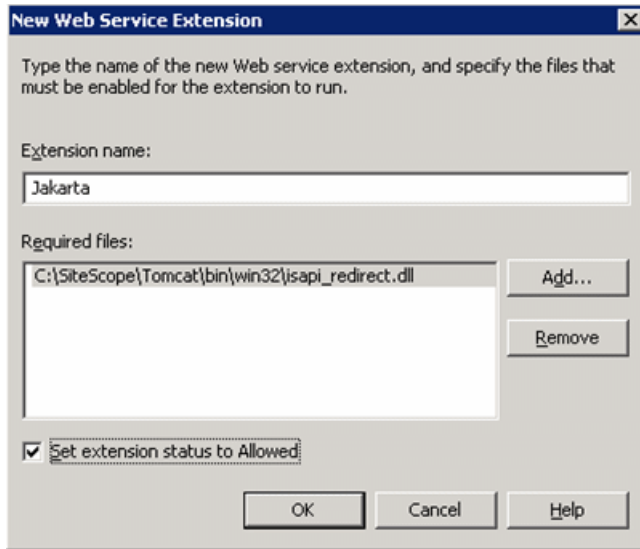 New Web Service Extension
Type the name of the new Web service extension, and specify the files that
must be enabled for the extension to run.
Extension name:
Jakarta
Required files:
C:\SiteScope\Tomcat\bin\win32\isapi_redirect.dll
Add...
Remove
Set extension status to Allowed
OK
Cancel
Help